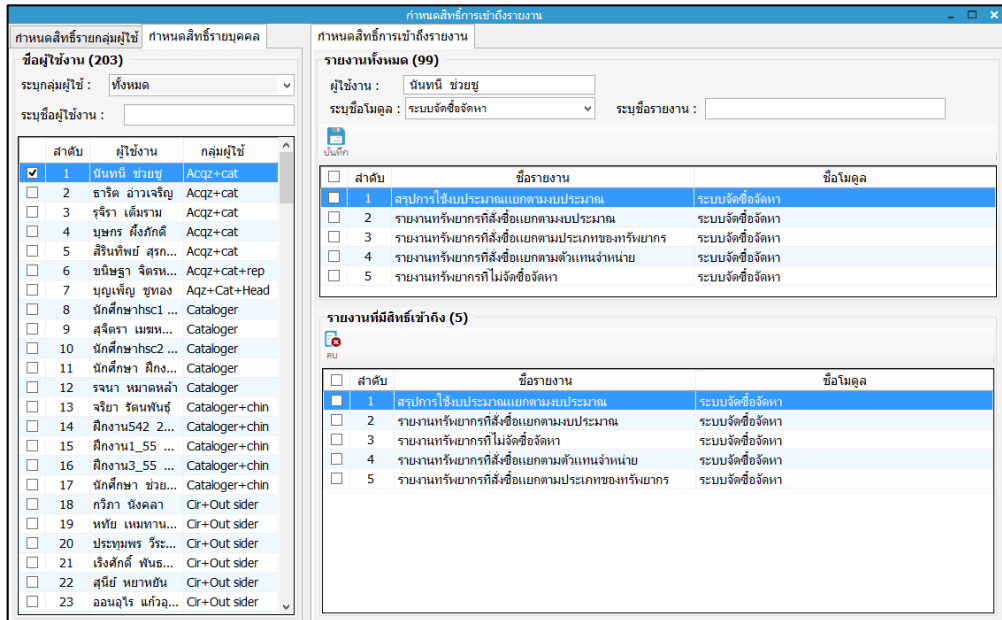 กำหนดสิทธิ์การเข้าถึงรายงาน
กำหนดสิทธิ์รายกลุ่มผู้ใช้ กำหนดสิทธิ์รายบุคคล
ชื่อผู้ใช้งาน (203)
ระบุกลุ่มผู้ใช้ : ทั้งหมด
ระบุชื่อผู้ใช้งาน :
ลำดับ ผู้ใช้งาน กลุ่มผู้ใช้
1 นันทนี ช่วยชู Acqz+cat
2 ธาริต อ่าวเจริญ Acqz+cat
3 รุจิรา เต็มราม Acqz+cat
4 บุษกร ผึ้งภักดี Acqz+cat
5 สิรินทิพย์ สุรก... Acqz+cat
6 ขนิษฐา จิตรห... Acqz+cat+rep
7 บุญเพ็ญ ชูทอง Aqz+Cat+Head
8 นักศึกษาhsc1 ... Cataloger
9 สุจิตรา เมฆห... Cataloger
10 นักศึกษาhsc2 ... Cataloger
11 นักศึกษา ฝึกง... Cataloger
12 รจนา หมาดหล้า Cataloger
13 จริยา รัตนพันธุ์ Cataloger+chin
14 ฝึกงาน542 2... Cataloger+chin
15 ฝึกงาน1_55 ... Cataloger+chin
16 ฝึกงาน3_55 ... Cataloger+chin
17 นักศึกษา ช่วย... Cataloger+chin
18 กวิภา นังคลา Cir+Out sider
19 หทัย เหมทาน... Cir+Out sider
20 ประทุมพร วีระ... Cir+Out sider
21 เริงศักดิ์ พันธ... Cir+Out sider
22 สุนีย์ หยาหยัน Cir+Out sider
23 ออนอุไร แก้วอุ... Cir+Out sider
กำหนดสิทธิ์การเข้าถึงรายงาน
รายงานทั้งหมด (99)
ผู้ใช้งาน : นันทนี ช่วยชู
ระบุชื่อโมดูล : ระบบจัดซื้อจัดหา ระบุชื่อรายงาน :
บันทึก
ลำดับ ชื่อรายงาน ชื่อโมดูล
1 สรุปการใช้งบประมาณแยกตามงบประมาณ ระบบจัดซื้อจัดหา
2 รายงานทรัพยากรที่สั่งซื้อแยกตามงบประมาณ ระบบจัดซื้อจัดหา
3 รายงานทรัพยากรที่สั่งซื้อแยกตามประเภทของทรัพยากร ระบบจัดซื้อจัดหา
4 รายงานทรัพยากรที่สั่งซื้อแยกตามตัวแทนจำหน่าย ระบบจัดซื้อจัดหา
5 รายงานทรัพยากรที่ไม่จัดซื้อจัดหา ระบบจัดซื้อจัดหา
รายงานที่มีสิทธิ์เข้าถึง (5)
ลบ
ลำดับ ชื่อรายงาน ชื่อโมดูล
1 สรุปการใช้งบประมาณแยกตามงบประมาณ ระบบจัดซื้อจัดหา
2 รายงานทรัพยากรที่สั่งซื้อแยกตามงบประมาณ ระบบจัดซื้อจัดหา
3 รายงานทรัพยากรที่ไม่จัดซื้อจัดหา ระบบจัดซื้อจัดหา
4 รายงานทรัพยากรที่สั่งซื้อแยกตามตัวแทนจำหน่าย ระบบจัดซื้อจัดหา
5 รายงานทรัพยากรที่สั่งซื้อแยกตามประเภทของทรัพยากร ระบบจัดซื้อจัดหา